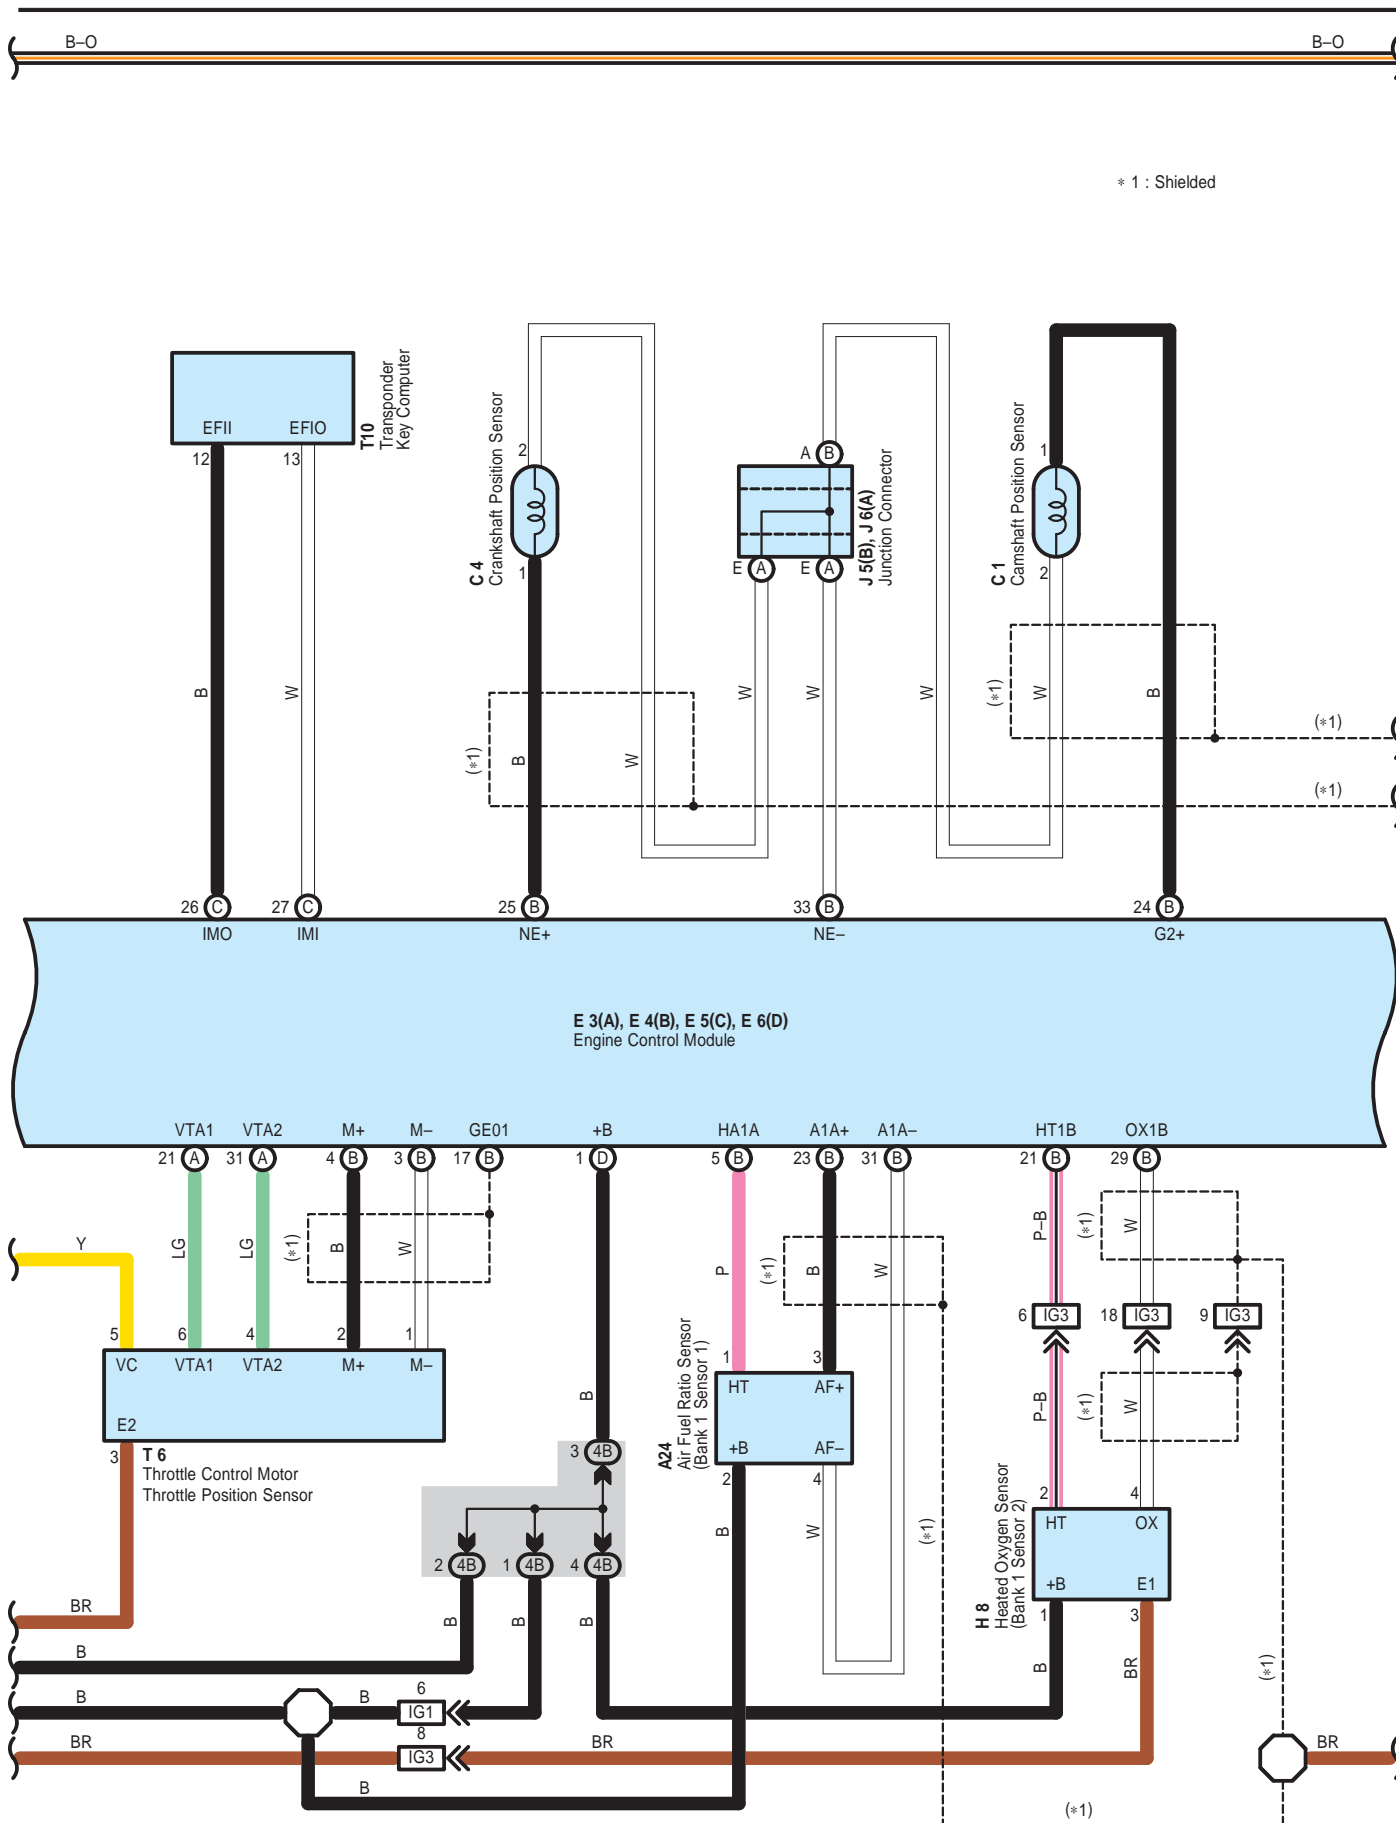 B–O
B–O
∗ 1 : Shielded
EFII
EFIO
T10
Transponder
Key Computer
12
13
2
C 4
Crankshaft Position Sensor
1
A
B
E
A
E
A
J 5(B), J 6(A)
Junction Connector
1
C 1
Camshaft Position Sensor
2
B
W
(∗1)
B
W
W
W
W
(∗1)
W
B
(∗1)
(∗1)
26
C
27
C
25
B
33
B
24
B
IMO
IMI
NE+
NE–
G2+
E 3(A), E 4(B), E 5(C), E 6(D)
Engine Control Module
VTA1
VTA2
M+
M–
GE01
+B
HA1A
A1A+
A1A–
HT1B
OX1B
21
A
31
A
4
B
3
B
17
B
1
D
5
B
23
B
31
B
21
B
29
B
Y
LG
LG
(∗1)
B
W
P
(∗1)
B
W
P–B
(∗1)
W
6
IG3
18
IG3
9
IG3
5
6
4
2
1
VC
VTA1
VTA2
M+
M–
E2
3
T 6
Throttle Control Motor
Throttle Position Sensor
B
A24
Air Fuel Ratio Sensor
(Bank 1 Sensor 1)
1
3
HT
AF+
+B
AF–
2
4
P–B
(∗1)
W
3
4B
2
4B
1
4B
4
4B
B
W
(∗1)
H 8
Heated Oxygen Sensor
(Bank 1 Sensor 2)
2
4
HT
OX
+B
E1
1
3
BR
B
B
B
B
B
BR
(∗1)
B
B
6
IG1
8
BR
IG3
BR
BR
B
(∗1)